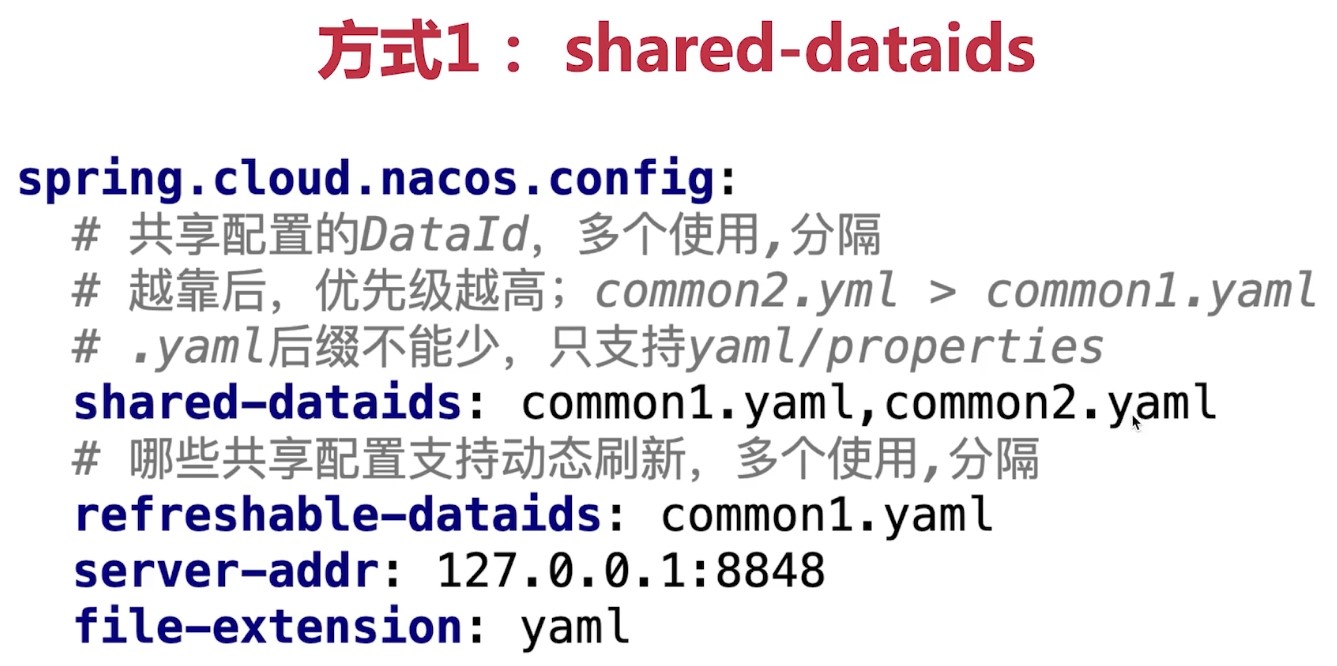 方式1： shared-dataids
spring.cloud.nacos.config:
# 共享配置的DataId，多个使用,分隔
# 越靠后，优先级越高；common2.yml > common1.yaml
# .yaml后缀不能少，只支持yaml/properties
shared-dataids: common1.yaml,common2.yaml
# 哪些共享配置支持动态刷新，多个使用,分隔
refreshable-dataids: common1.yaml
server-addr: 127.0.0.1:8848
file-extension: yaml